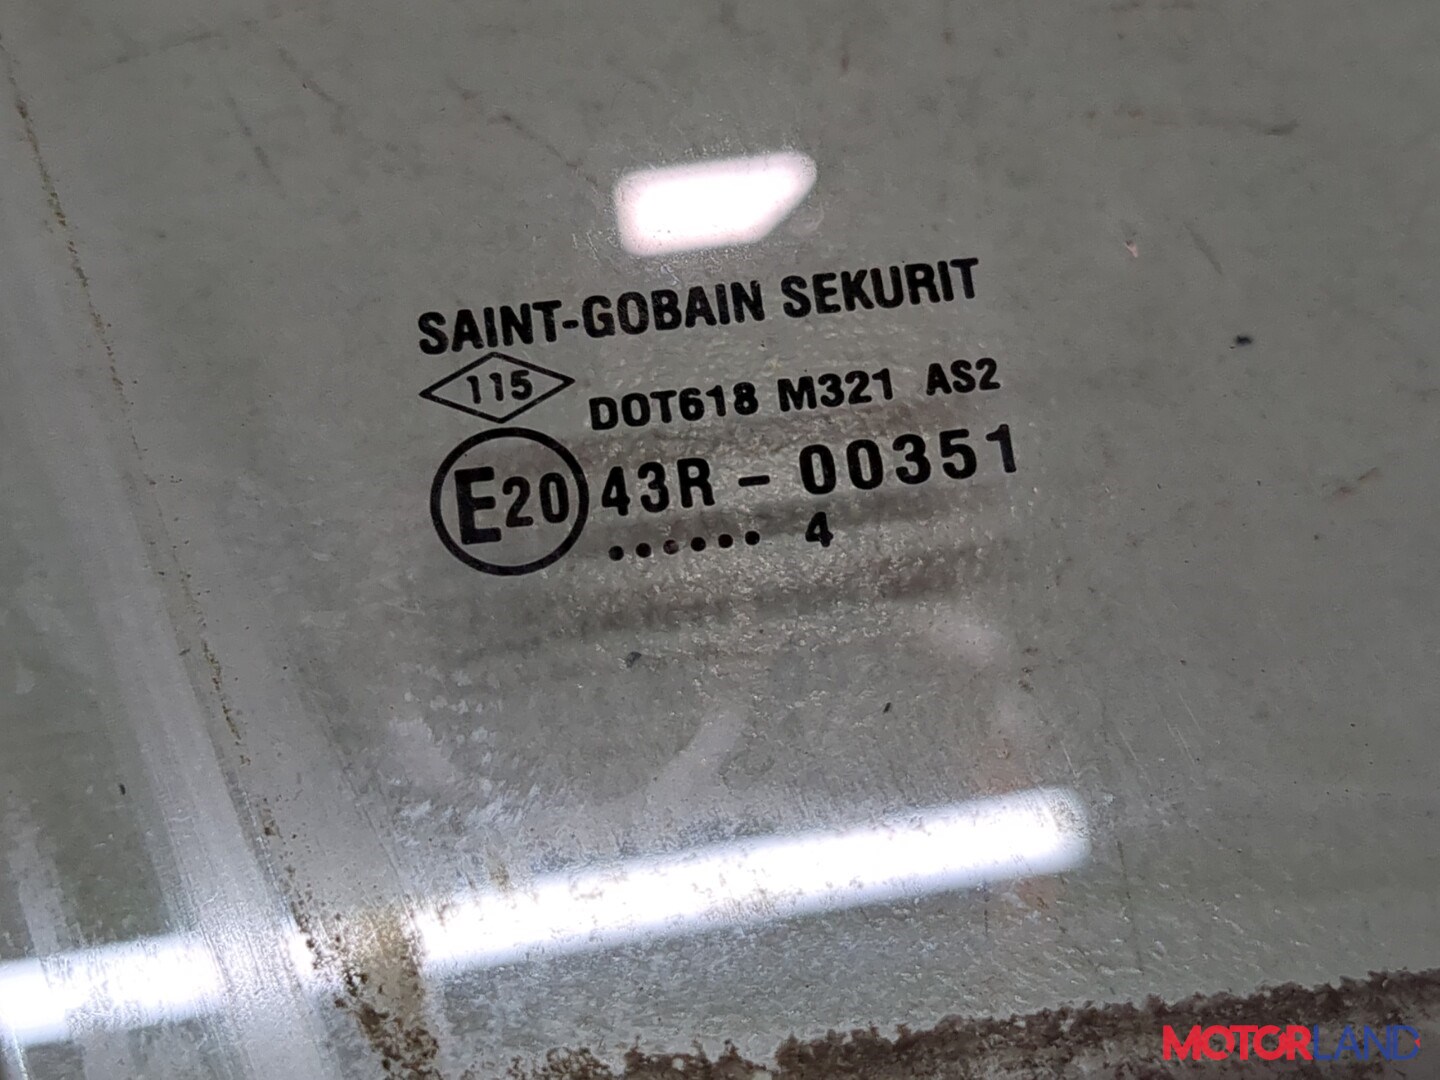 SAINT-GOBAIN SEKURIT
115
DOT618 M321 AS2
E20 43R - 00351
...... 4
MOTORLAND